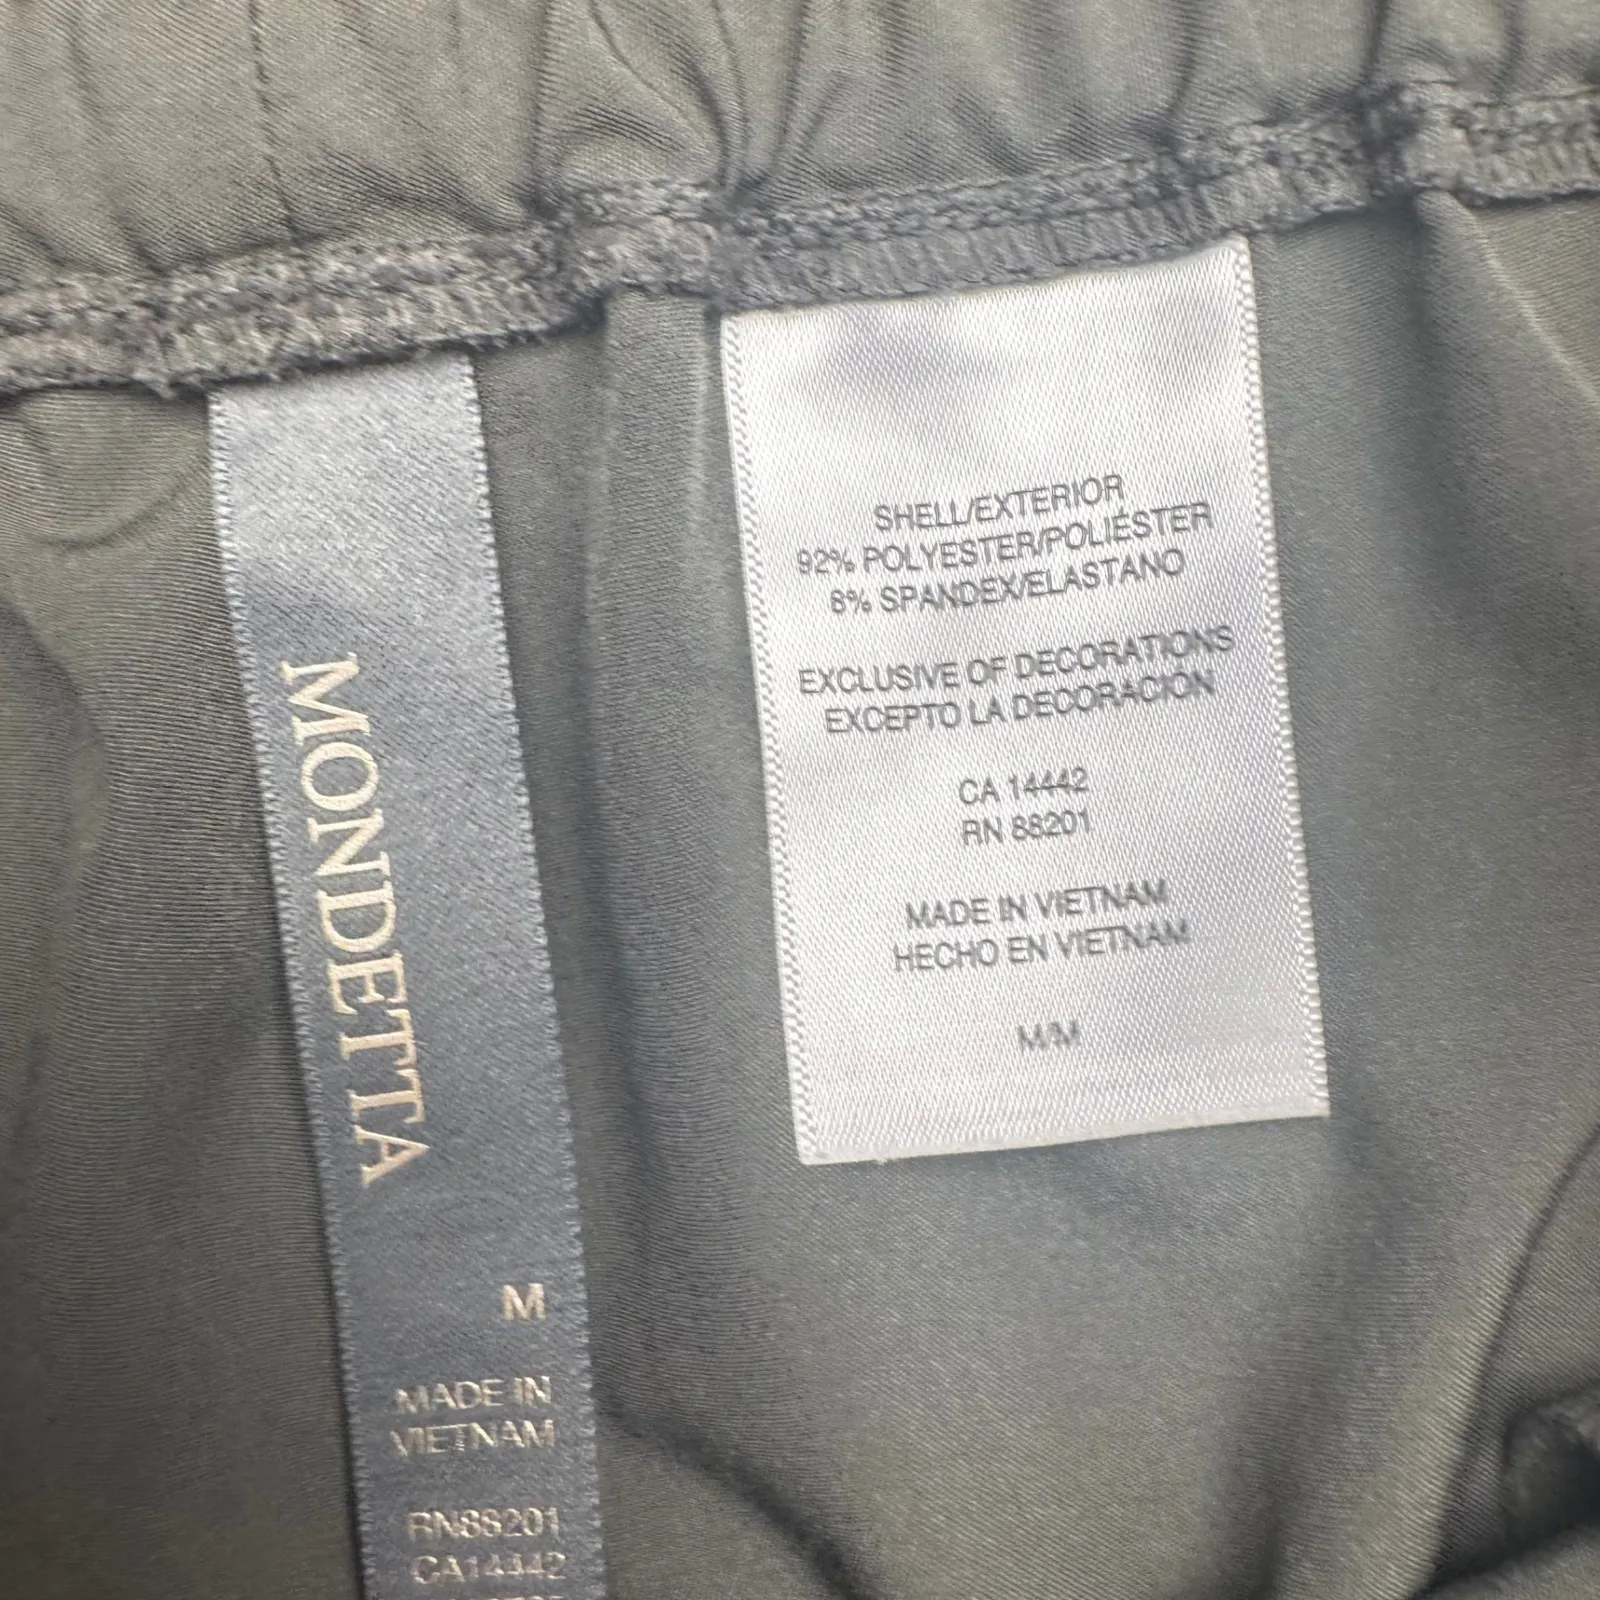 MONDETTA
M
MADE IN
VIETNAM
RN88201
CA14442
SHELL/EXTERIOR
92% POLYESTER/POLIÉSTER
8% SPANDEX/ELASTANO
EXCLUSIVE OF DECORATIONS
EXCEPTO LA DECORACION
CA 14442
RN 88201
MADE IN VIETNAM
HECHO EN VIETNAM
M/M